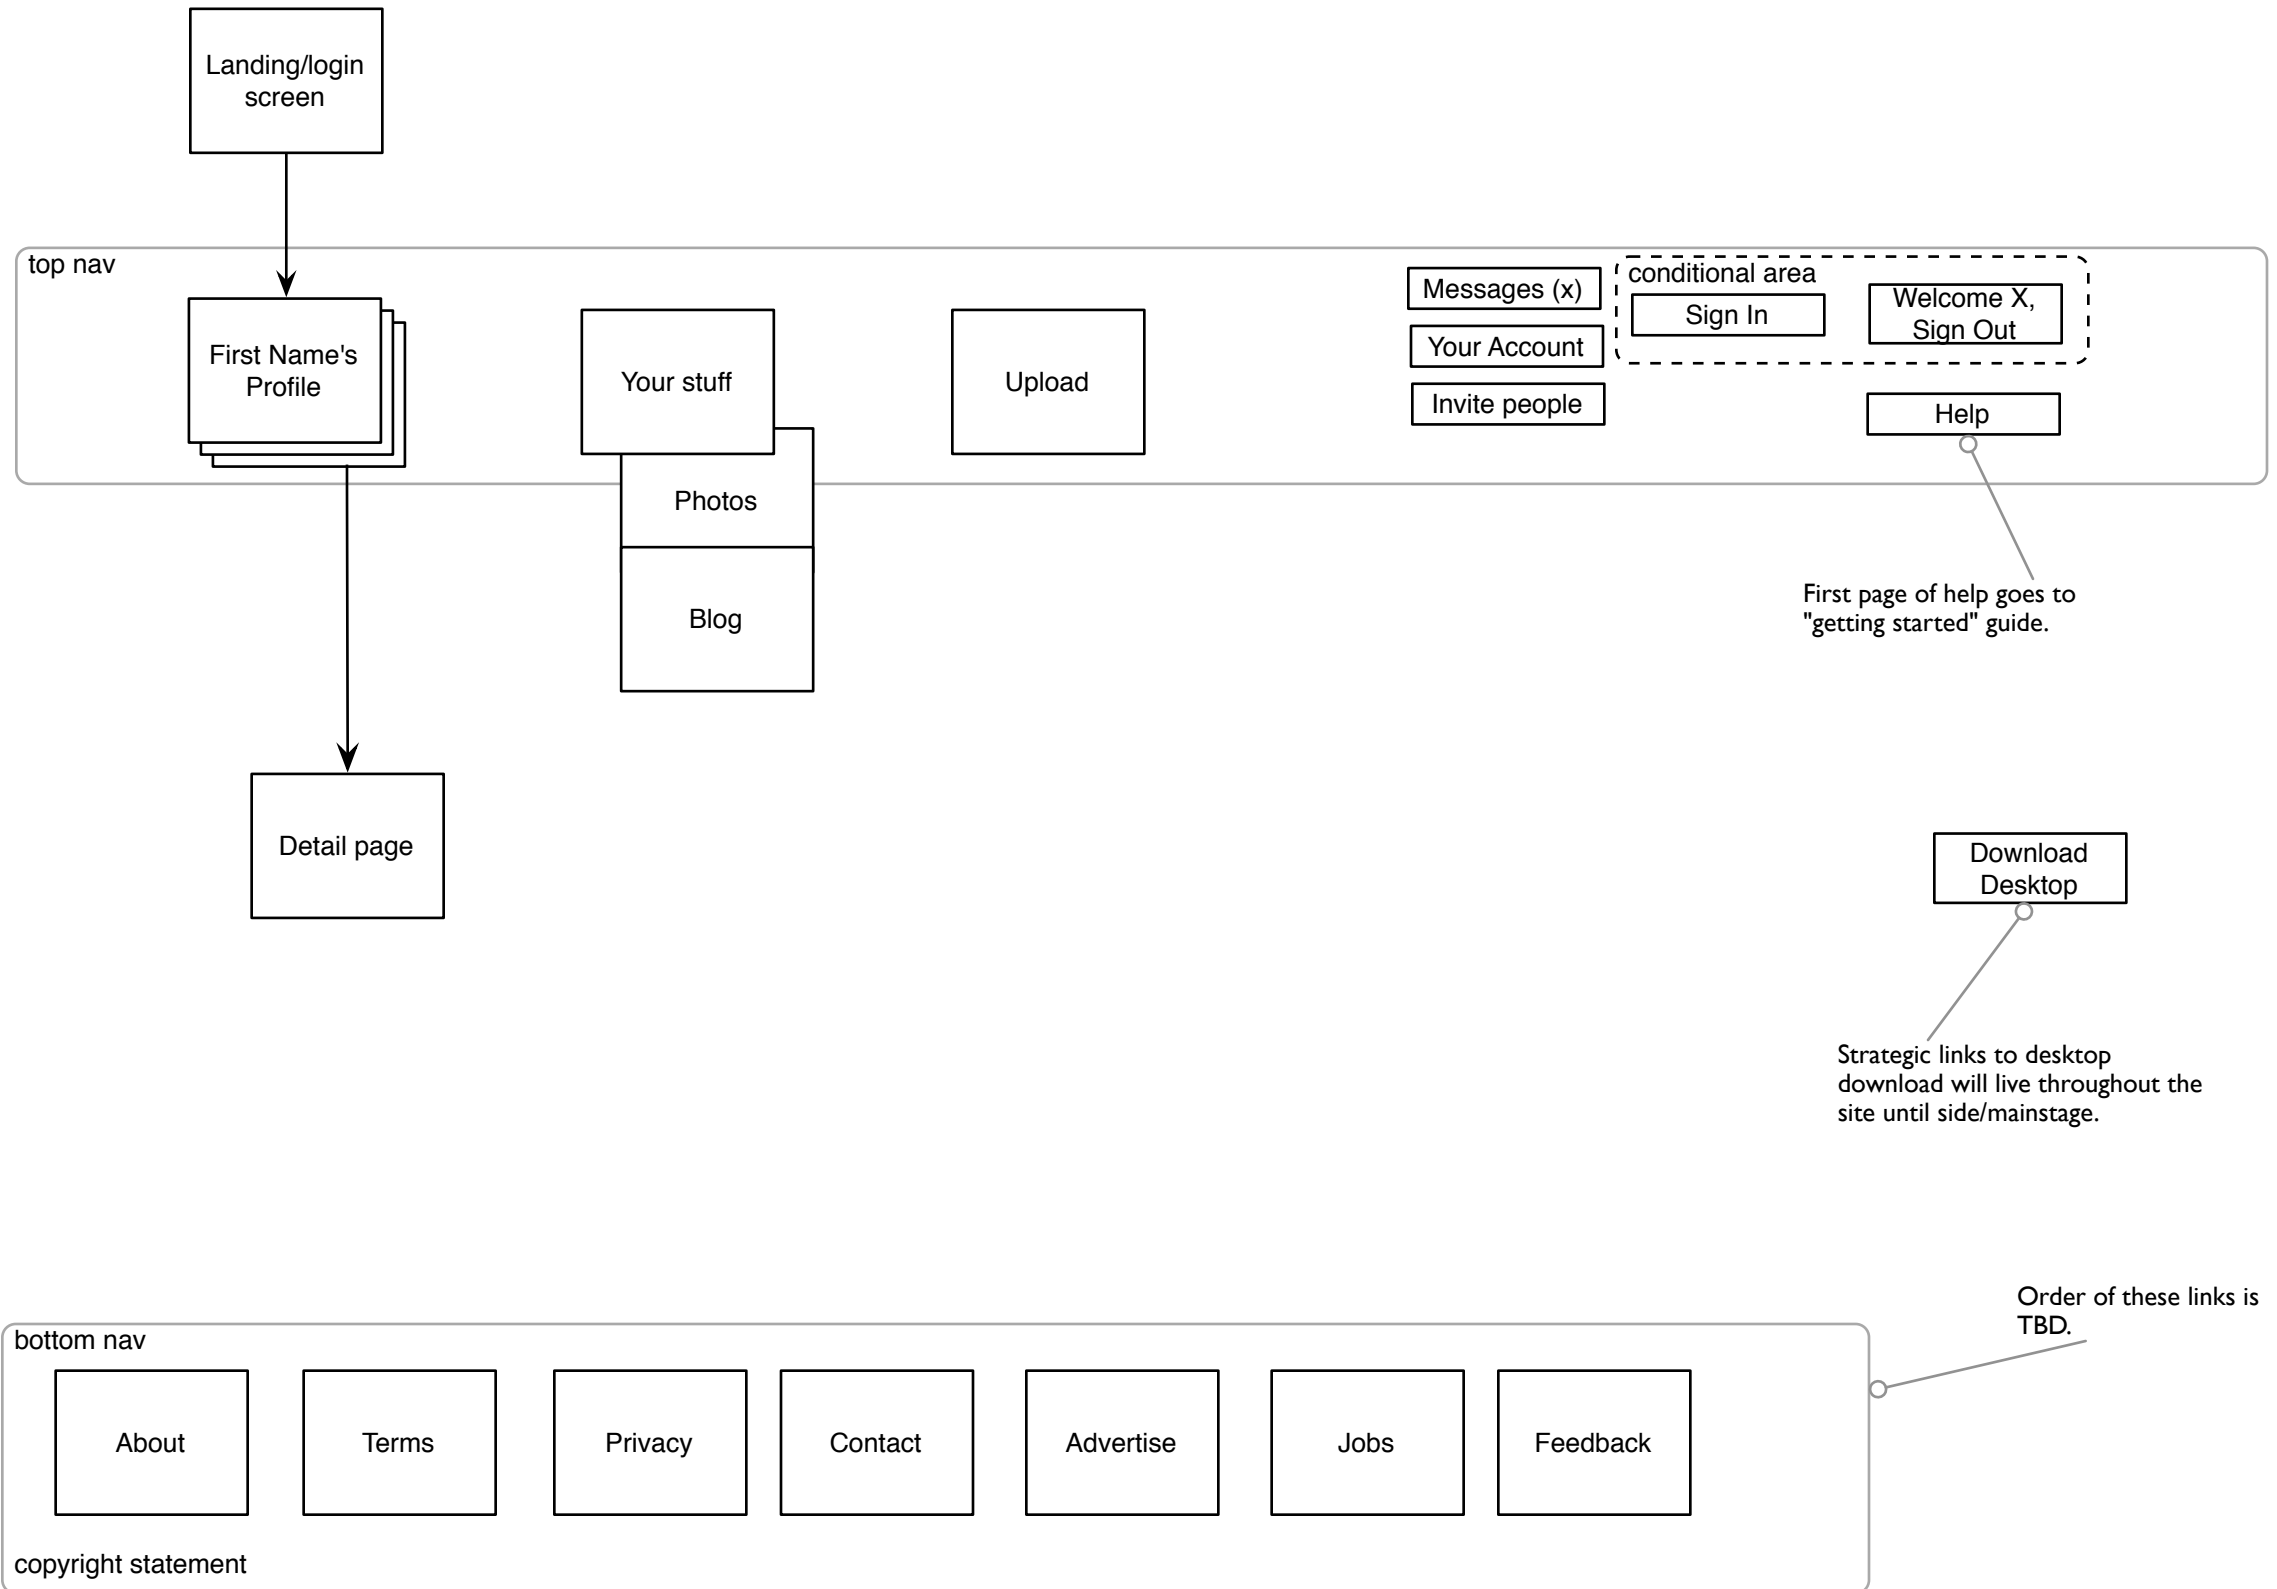 Landing/login
screen
top nav
First Name's
Profile
Your stuff
Photos
Blog
Upload
Messages (x)
Your Account
Invite people
conditional area
Sign In
Welcome X,
Sign Out
Help
First page of help goes to
"getting started" guide.
Detail page
Download
Desktop
Strategic links to desktop
download will live throughout the
site until side/mainstage.
Order of these links is
TBD.
bottom nav
About
Terms
Privacy
Contact
Advertise
Jobs
Feedback
copyright statement